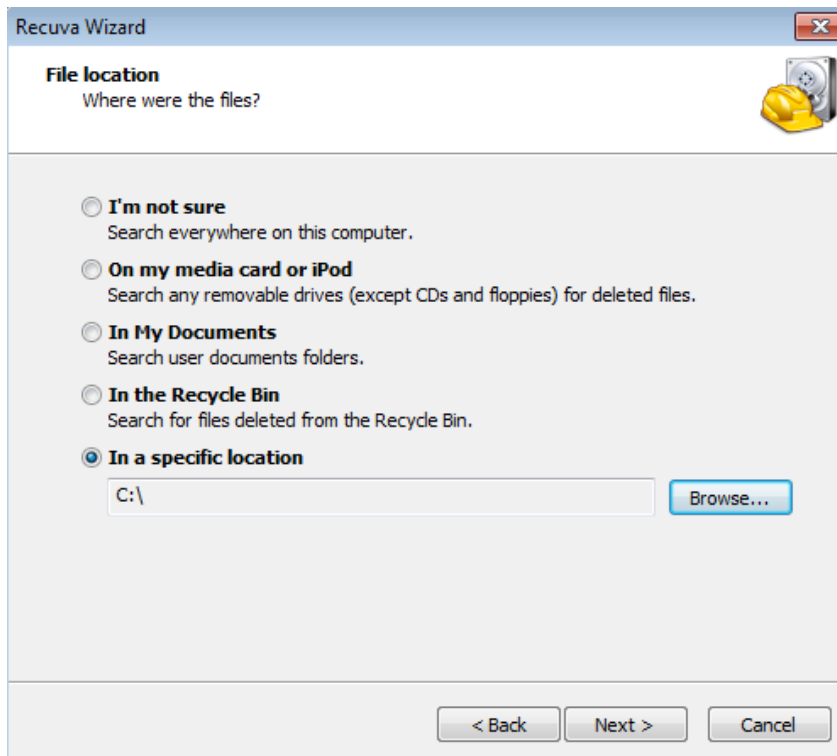 Recuva Wizard
File location
Where were the files?
I'm not sure
Search everywhere on this computer.
On my media card or iPod
Search any removable drives (except CDs and floppies) for deleted files.
In My Documents
Search user documents folders.
In the Recycle Bin
Search for files deleted from the Recycle Bin.
In a specific location
C:\
Browse...
< Back
Next >
Cancel